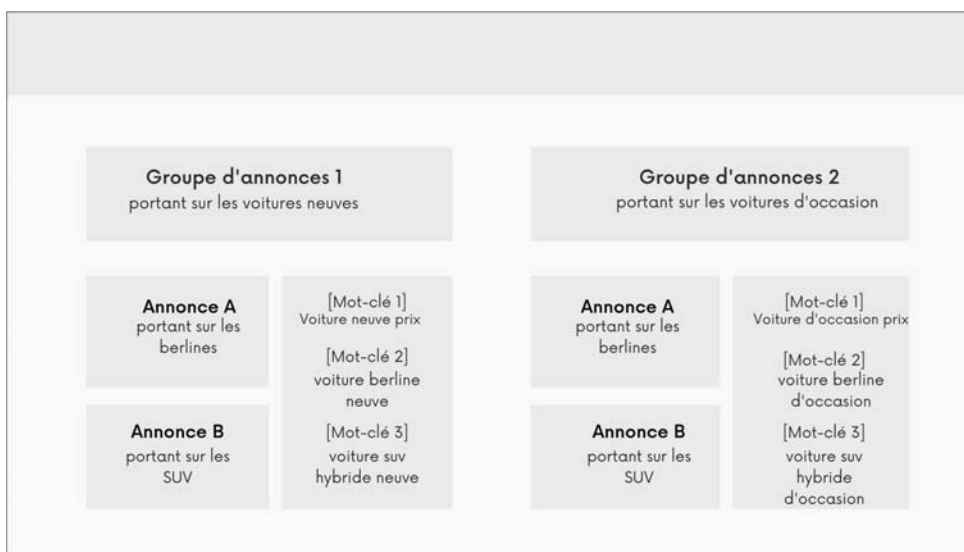 Groupe d'annonces 1
portant sur les voitures neuves
Annonce A
portant sur les
berlines
[Mot-clé 1]
Voiture neuve prix
[Mot-clé 2]
voiture berline
neuve
Annonce B
portant sur les
SUV
[Mot-clé 3]
voiture suv
hybride neuve
Groupe d'annonces 2
portant sur les voitures d'occasion
Annonce A
portant sur les
berlines
[Mot-clé 1]
Voiture d'occasion prix
[Mot-clé 2]
voiture berline
d'occasion
Annonce B
portant sur les
SUV
[Mot-clé 3]
voiture suv
hybride
d'occasion